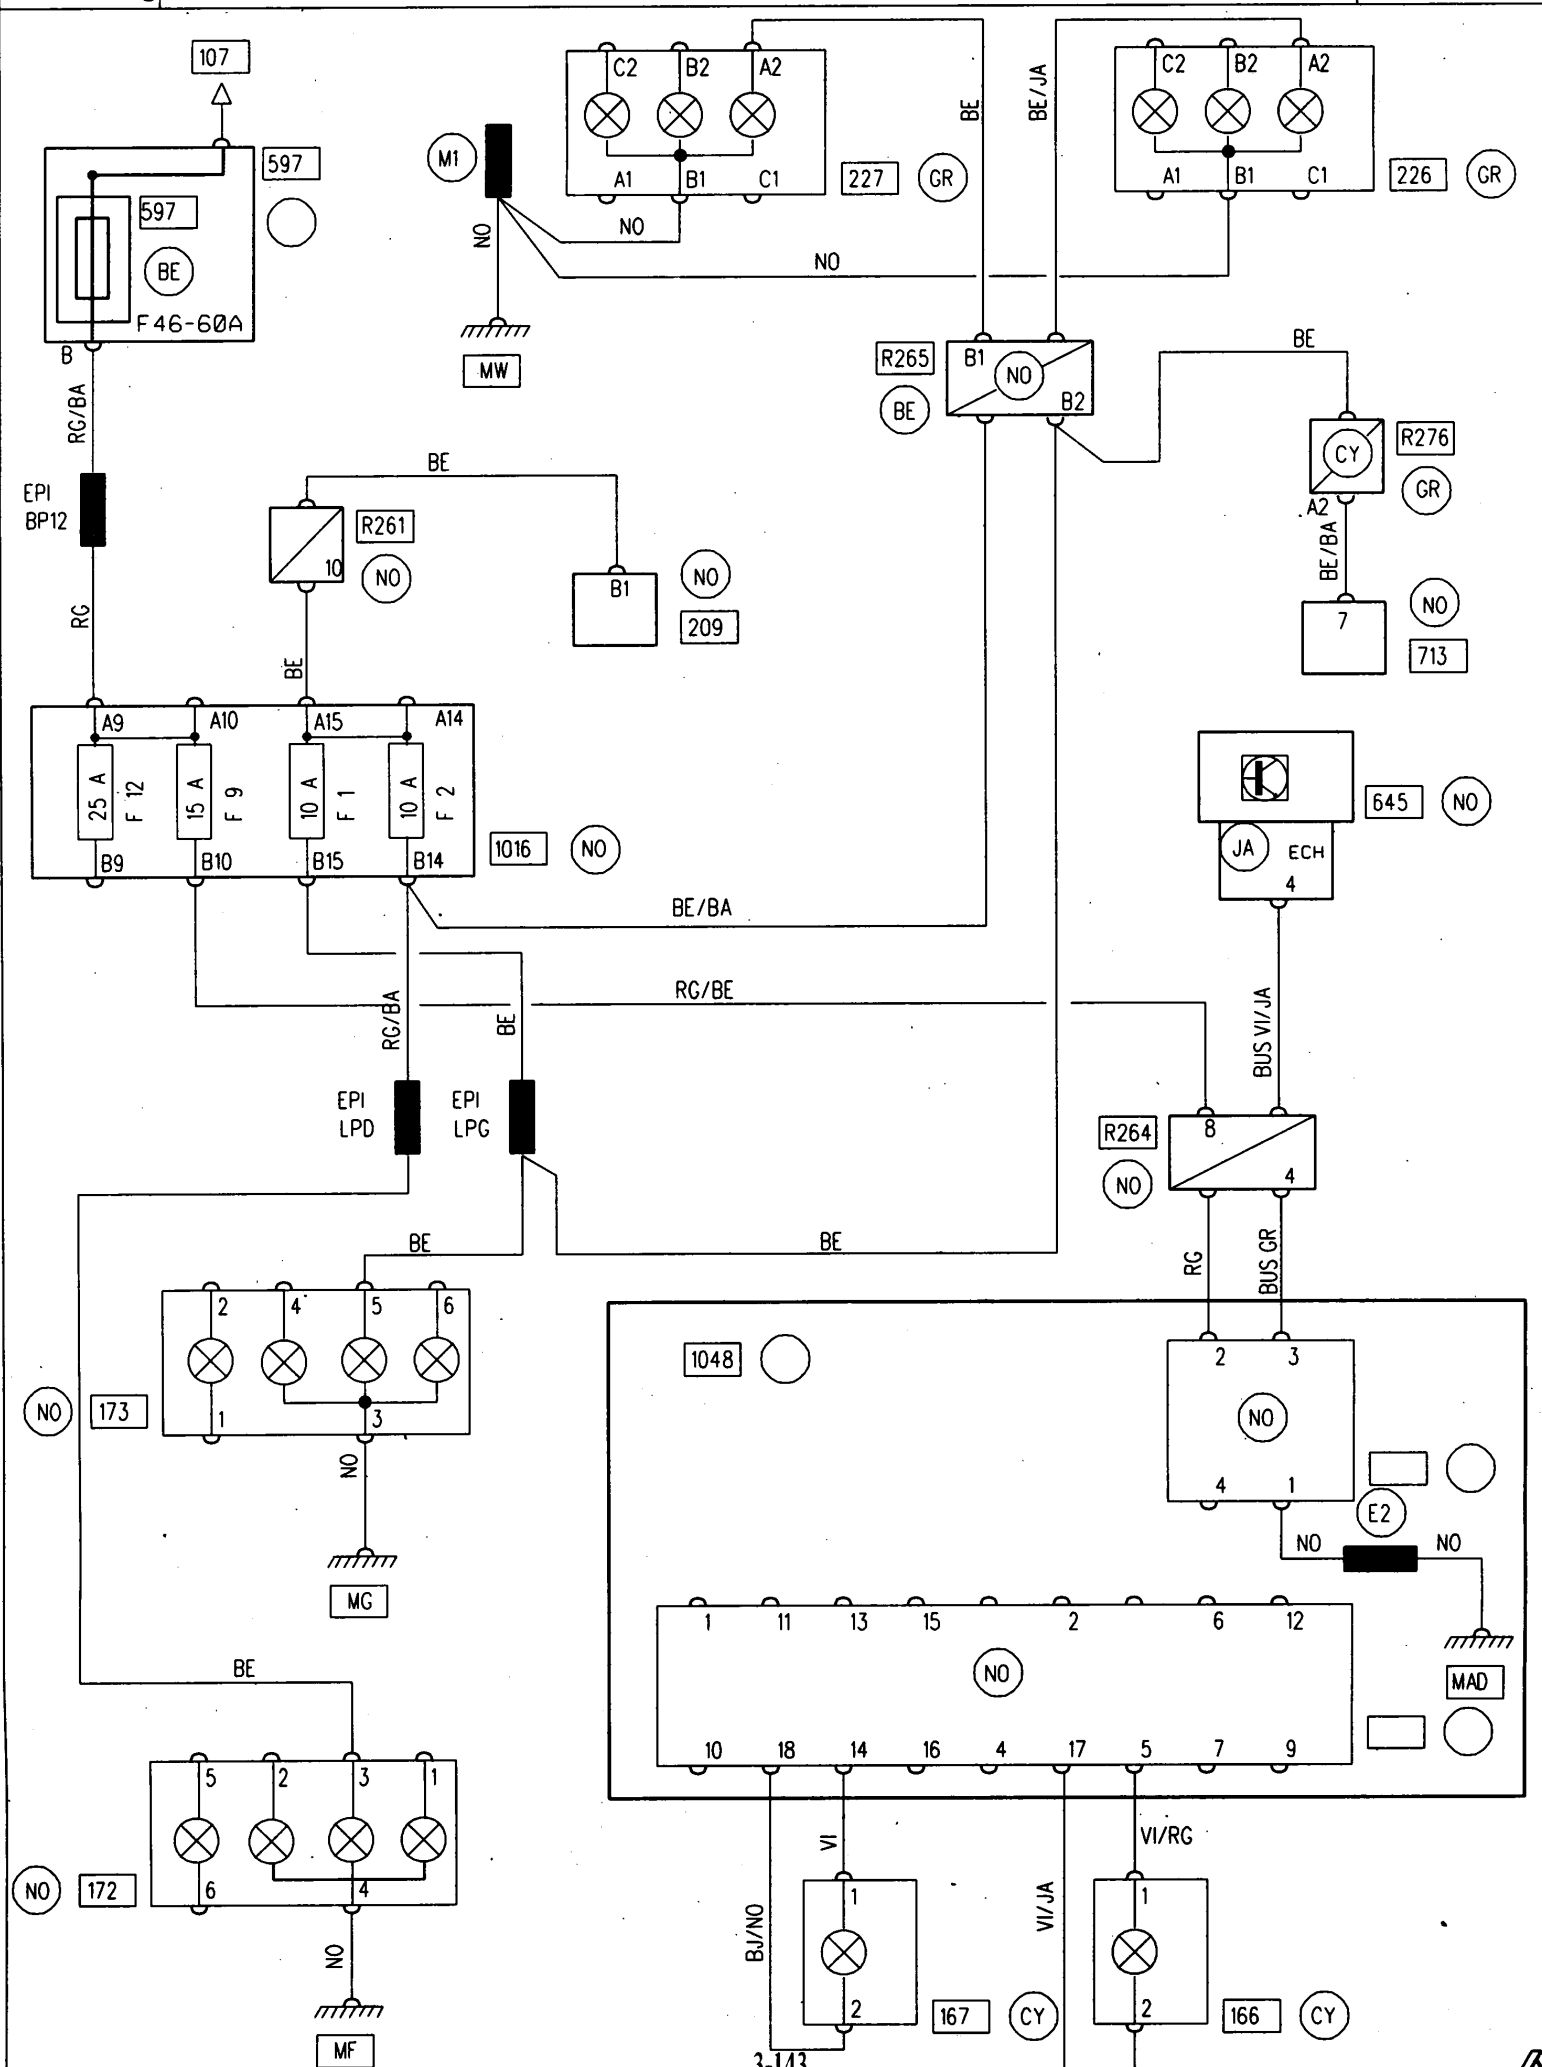 107
C2 B2 A2
A1 B1 C1
227
GR
BE
BE/JA
C2 B2 A2
A1 B1 C1
226
GR
M1
NO
NO
NO
MW
597
597
BE
F46-60A
B
RG/BA
EPI
BP12
RG
R265
BE
B1
NO
B2
BE
CY
R276
GR
A2
BE/BA
7
NO
713
BE
R261
10
NO
B1
NO
209
BE
A9 A10 A15 A14
25 A
F 12
15 A
F 9
10 A
F 1
10 A
F 2
B9 B10 B15 B14
1016
NO
645
NO
JA
ECH
4
BE/BA
RG/BE
RG/BA
BE
BUS VI/JA
EPI
LPD
EPI
LPG
R264
NO
8
4
BE
BE
RG
BUS GR
2 4 5 6
1 3
NO
173
NO
MG
1048
2 3
NO
4 1
E2
NO
NO
MAD
1 11 13 15 2 6 12
NO
10 18 14 16 4 17 5 7 9
BE
5 2 3 1
6 4
NO
172
NO
MF
BJ/NO
VI
1
2
167
CY
VI/JA
VI/RG
1
2
166
CY
3-143